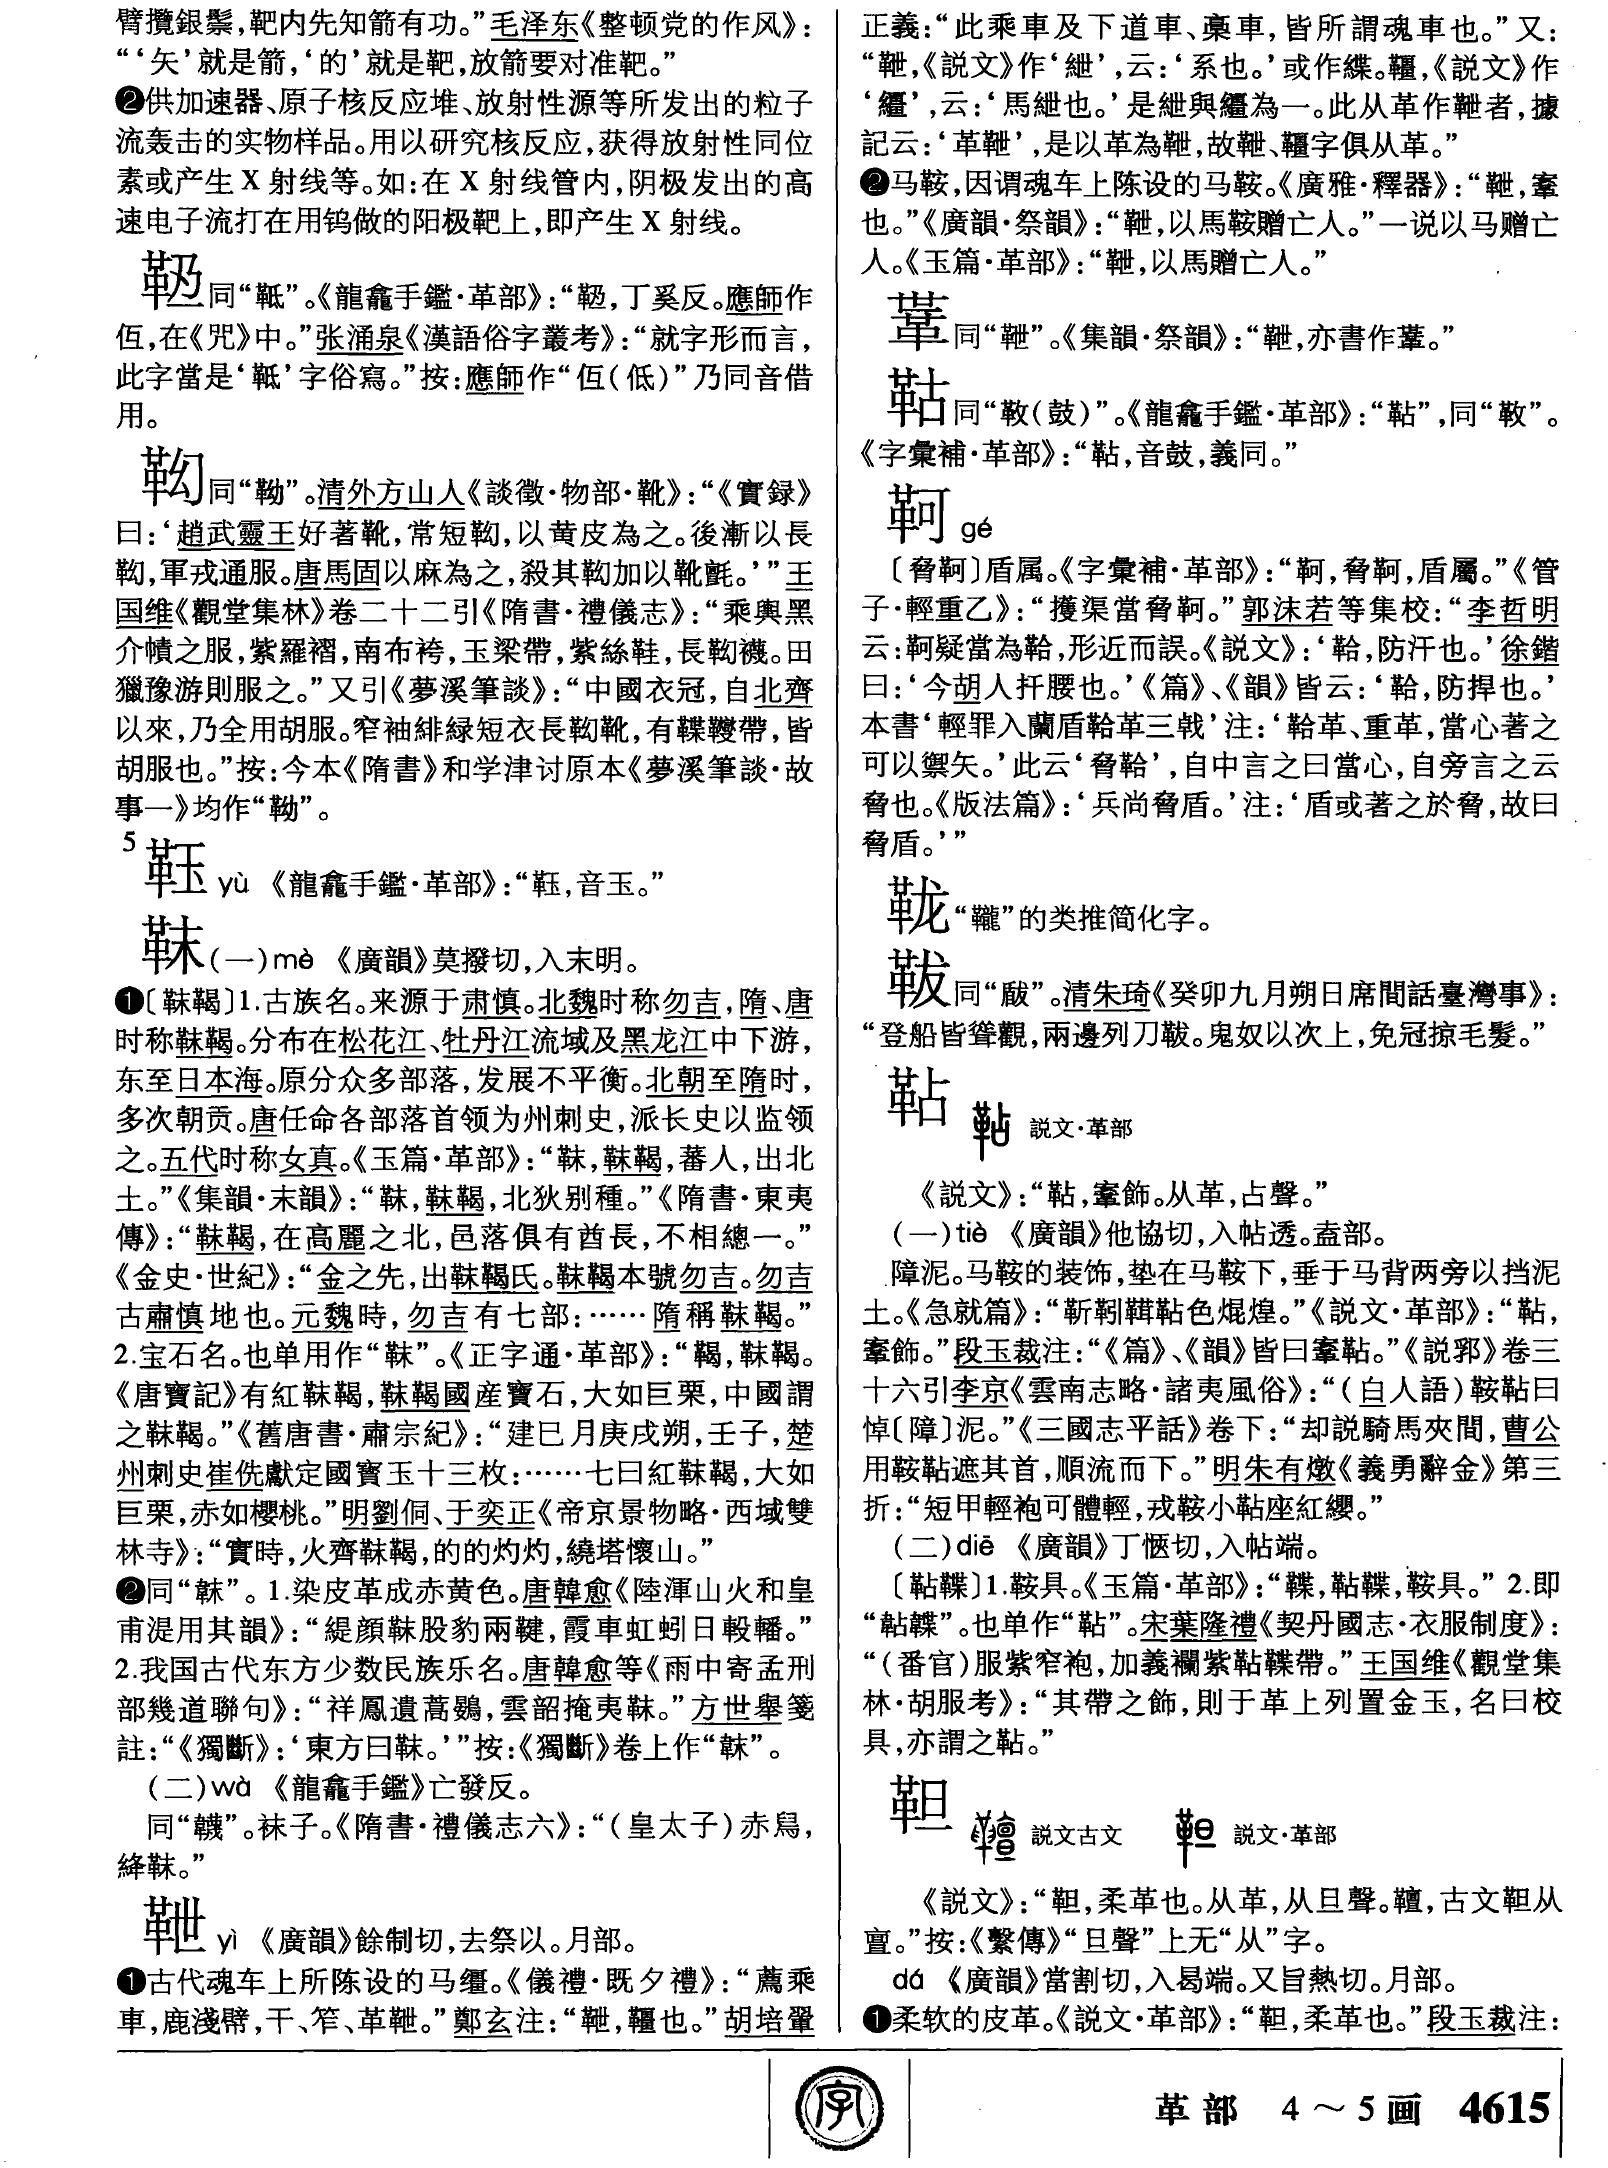 臂攬銀鬃,靶内先知箭有功。”毛泽东《整顿党的作风》:
“‘矢’就是箭,‘的’就是靶,放箭要对准靶。”
❷供加速器、原子核反应堆、放射性源等所发出的粒子
流轰击的实物样品。用以研究核反应,获得放射性同位
素或产生X射线等。如:在X射线管内,阴极发出的高
速电子流打在用钨做的阳极靶上,即产生X射线。
同“䩚”。《龍龕手鑑·革部》:“丁奚反。應師作
仾,在《咒》中。”张涌泉《漢語俗字叢考》:“就字形而言,
此字當是‘䩚’字俗寫。”按:應師作“仾(低)”乃同音借
用。
同“靿”。清外方山人《談徵·物部·靴》:“《實録》
曰:‘趙武靈王好著靴,常短,以黄皮為之。後漸以長
,軍戎通服。唐馬固以麻為之,殺其加以靴氈。’”王
国维《觀堂集林》卷二十二引《隋書·禮儀志》:“乘輿黑
介幘之服,紫羅褶,南布袴,玉梁帶,紫絲鞋,長襪。田
獵豫游則服之。”又引《夢溪筆談》:“中國衣冠,自北齊
以來,乃全用胡服。窄袖緋緑短衣長靴,有鞢䪎帶,皆
胡服也。”按:今本《隋書》和学津讨原本《夢溪筆談·故
事一》均作“靿”。
5
yù 《龍龕手鑑·革部》:“音玉。”
靺(一)mò 《廣韻》莫撥切,入末明。
❶〔靺鞨〕1.古族名。来源于肃慎。北魏时称勿吉,隋、唐
时称靺鞨。分布在松花江、牡丹江流域及黑龙江中下游,
东至日本海。原分众多部落,发展不平衡。北朝至隋时,
多次朝贡。唐任命各部落首领为州刺史,派长史以监领
之。五代时称女真。《玉篇·革部》:“靺,靺鞨,蕃人,出北
土。”《集韻·末韻》:“靺,靺鞨,北狄别種。”《隋書·東夷
傳》:“靺鞨,在高麗之北,邑落俱有酋長,不相總一。”
《金史·世紀》:“金之先,出靺鞨氏。靺鞨本號勿吉。勿吉
古肅慎地也。元魏時,勿吉有七部:……隋稱靺鞨。”
2.宝石名。也单用作“靺”。《正字通·革部》:“鞨,靺鞨。
《唐寶記》有紅靺鞨,靺鞨國産寶石,大如巨栗,中國謂
之靺鞨。”《舊唐書·肅宗紀》:“建巳月庚戌朔,壬子,楚
州刺史崔侁獻定國寳玉十三枚:……七曰紅靺鞨,大如
巨栗,赤如櫻桃。”明劉侗、于奕正《帝京景物略·西域雙
林寺》:“實時,火齊靺鞨,的的灼灼,繞塔懷山。”
❷同“韎”。1.染皮革成赤黄色。唐韓愈《陸渾山火和皇
甫湜用其韻》:“緹顔靺股豹兩鞬,霞車虹蚓日轂轓。”
2.我国古代东方少数民族乐名。唐韓愈等《雨中寄孟刑
部幾道聯句》:“祥鳳遺蒿鷃,雲韶掩夷靺。”方世舉箋
註:“《獨斷》:‘東方曰靺。’”按:《獨斷》卷上作“韎”。
(二)wà 《龍龕手鑑》亡發反。
同“韤”。袜子。《隋書·禮儀志六》:“(皇太子)赤舄,
絳靺。”
靾 yì 《廣韻》餘制切,去祭以。月部。
❶古代魂车上所陈设的马缰。《儀禮·既夕禮》:“薦乘
車,鹿淺幦,干、笮、革靾。”鄭玄注:“靾,韁也。”胡培翬
正義:“此乘車及下道車、稾車,皆所謂魂車也。”又:
“靾,《説文》作‘紲’,云:‘系也。’或作緤。韁,《説文》作
‘繮’,云:‘馬紲也。’是紲與繮為一。此从革作靾者,據
記云:‘革靾’,是以革為靾,故靾、韁字俱从革。”
❷马鞍,因谓魂车上陈设的马鞍。《廣雅·釋器》:“靾,鞌
也。”《廣韻·祭韻》:“靾,以馬鞍贈亡人。”一说以马赠亡
人。《玉篇·革部》:“靾,以馬贈亡人。”
同“靾”。《集韻·祭韻》:“靾,亦書作。”
同“㪣(鼓)”。《龍龕手鑑·革部》:同“㪣”。
《字彙補·革部》:“音鼓,義同。”
gé
〔脅〕盾属。《字彙補·革部》:“脅,盾屬。”《管
子·輕重乙》:“擭渠當脅。”郭沫若等集校:“李哲明
云:疑當為鞈,形近而誤。《説文》:‘鞈,防汗也。’徐鍇
曰:‘今胡人扞腰也。’《篇》、《韻》皆云:‘鞈,防捍也。’
本書‘輕罪入蘭盾鞈革三戟’注:‘鞈革、重革,當心著之
可以禦矢。’此云‘脅鞈’,自中言之曰當心,自旁言之云
脅也。《版法篇》:‘兵尚脅盾。’注:‘盾或著之於脅,故曰
脅盾。’”
“韇”的类推简化字。
同“瞂”。清朱琦《癸卯九月朔日席間話臺灣事》:
“登船皆聳觀,兩邊列刀。鬼奴以次上,免冠掠毛髮。”
鞊 説文·革部
《説文》:“鞊,鞌飾。从革,占聲。”
(一)tiè 《廣韻》他協切,入帖透。盍部。
障泥。马鞍的装饰,垫在马鞍下,垂于马背两旁以挡泥
土。《急就篇》:“靳靷鞊色焜煌。”《説文·革部》:“
鞌飾。”段玉裁注:“《篇》、《韻》皆曰鞌。”《説郛》卷三
十六引李京《雲南志略·諸夷風俗》:“(白人語)鞍曰
悼〔障〕泥。”《三國志平話》卷下:“却説騎馬夾間,曹公
用鞍遮其首,順流而下。”明朱有燉《義勇辭金》第三
折:“短甲輕袍可體輕,戎鞍小座紅纓。”
(二)diē 《廣韻》丁愜切,入帖端。
〔鞢〕1.鞍具。《玉篇·革部》:“鞢,鞢,鞍具。”2.即
“韘”。也单作。宋葉隆禮《契丹國志·衣服制度》:
“(番官)服紫窄袍,加義襴紫鞢帶。”王国维《觀堂集
林·胡服考》:“其帶之飾,則于革上列置金玉,名曰校
具,亦謂之。”
靼 説文古文 説文·革部
《説文》:“靼,柔革也。从革,从旦聲。䪌,古文靼从
亶。”按:《繫傳》“旦聲”上无“从”字。
dá 《廣韻》當割切,入曷端。又旨熱切。月部。
❶柔软的皮革。《説文·革部》:“靼,柔革也。”段玉裁注:
字
革部 4～5画 4615